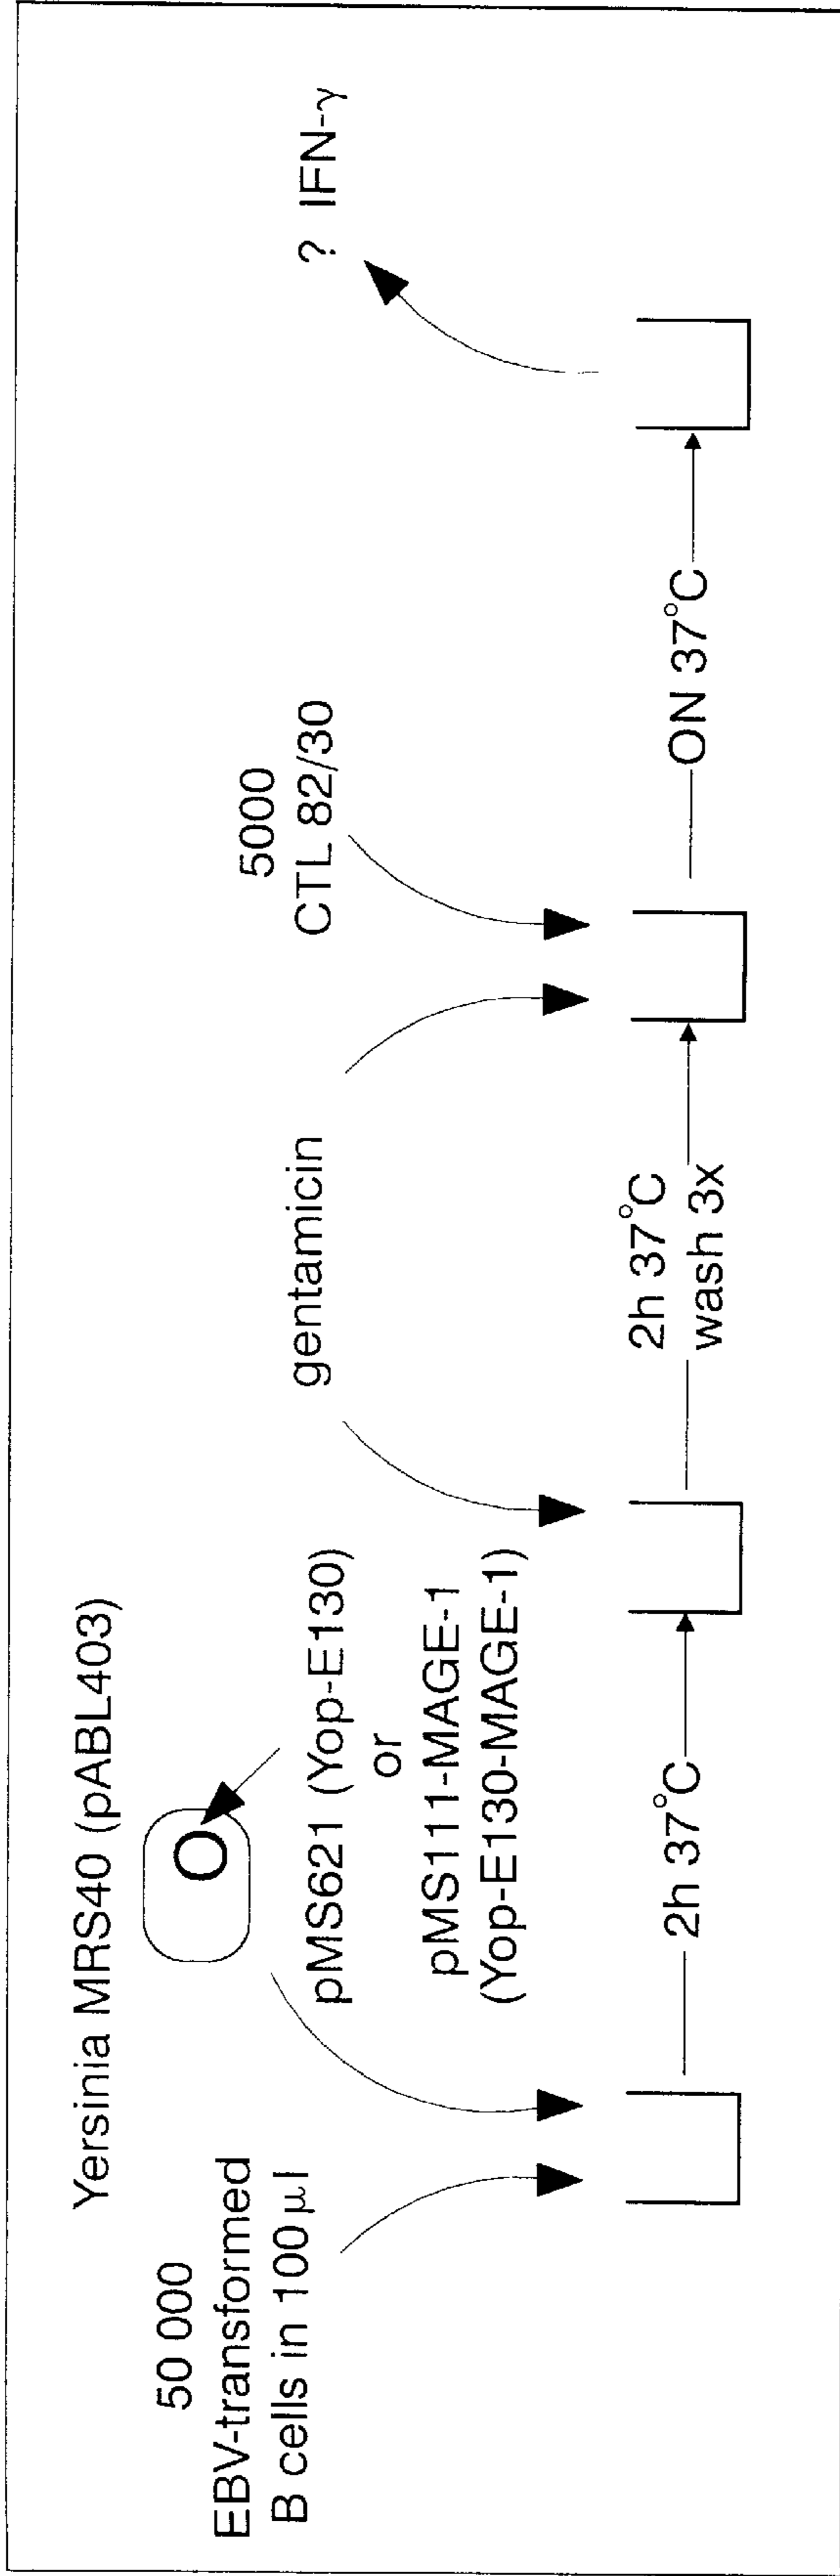 Yersinia MRS40 (pABL403)
50 000
EBV-transformed
B cells in 100 µl
pMS621 (Yop-E130)
or
pMS111-MAGE-1
(Yop-E130-MAGE-1)
gentamicin
5000
CTL 82/30
? IFN-γ
2h 37°C
2h 37°C
wash 3x
ON 37°C